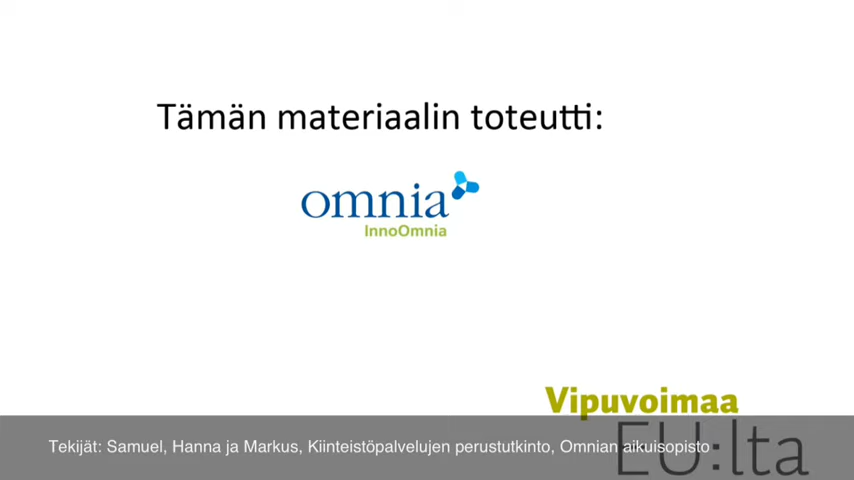 Tämän materiaalin toteutti:
omnia
InnoOmnia
Vipuvoimaa
EU:lta
Tekijät: Samuel, Hanna ja Markus, Kiinteistöpalvelujen perustutkinto, Omnian aikuisopisto